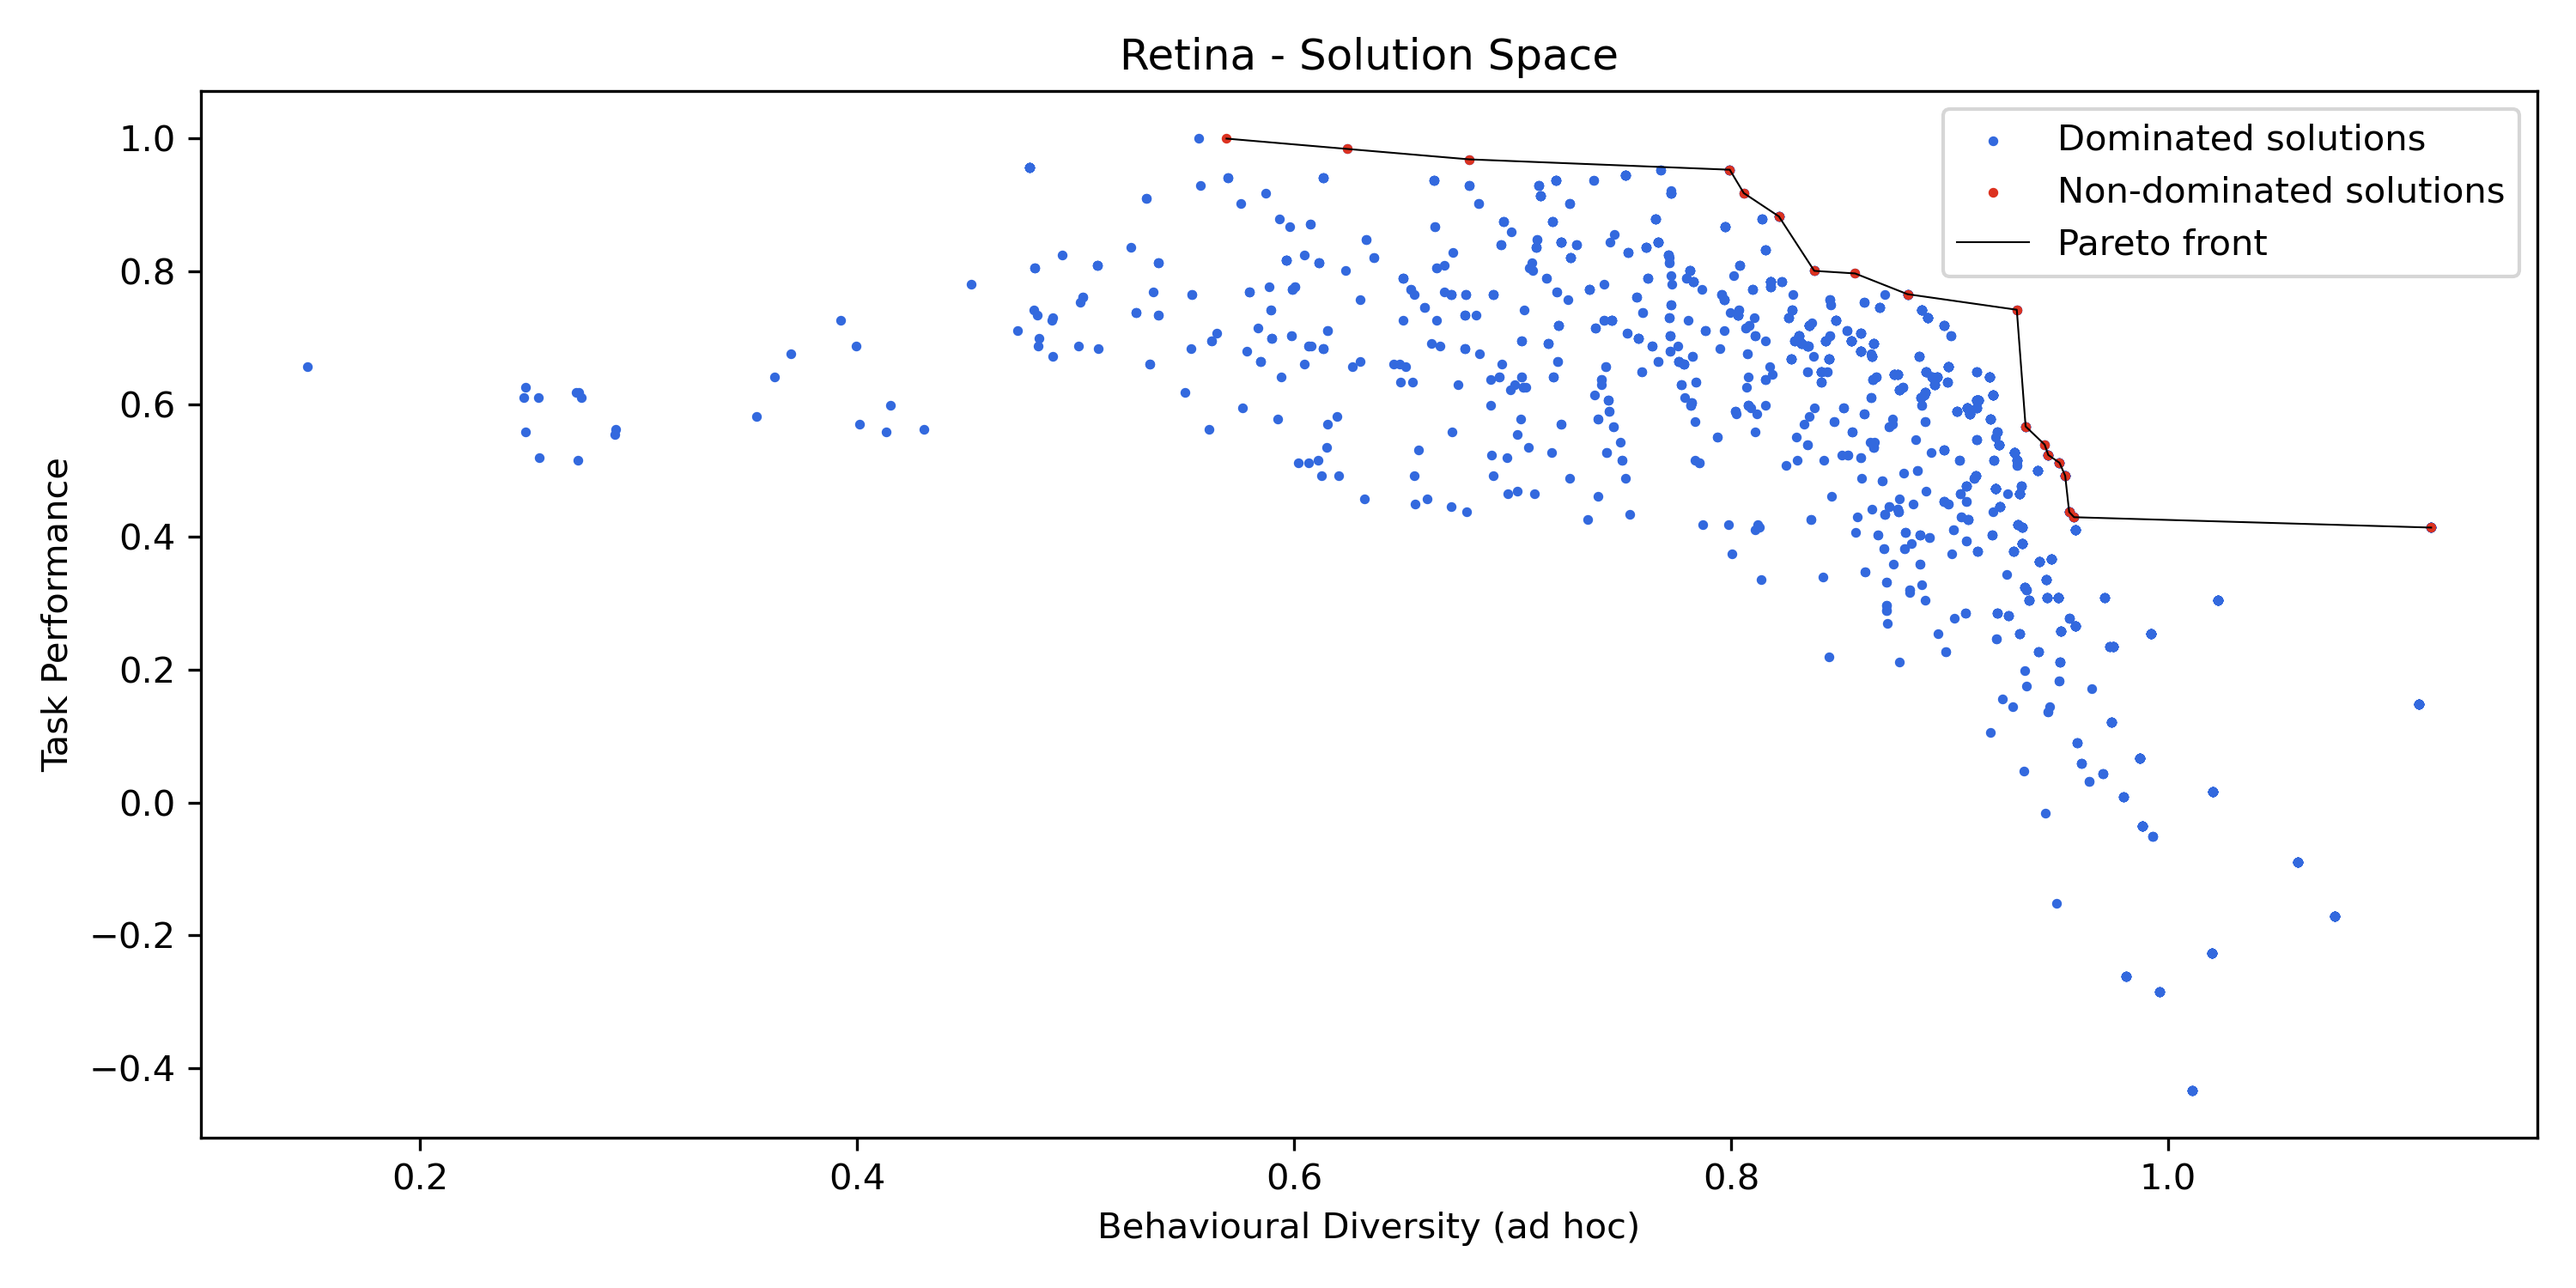 Retina - Solution Space
Dominated solutions
Non-dominated solutions
Pareto front
1.0
0.8
0.6
0.4
0.2
0.0
−0.2
−0.4
Task Performance
0.2 0.4 0.6 0.8 1.0
Behavioural Diversity (ad hoc)